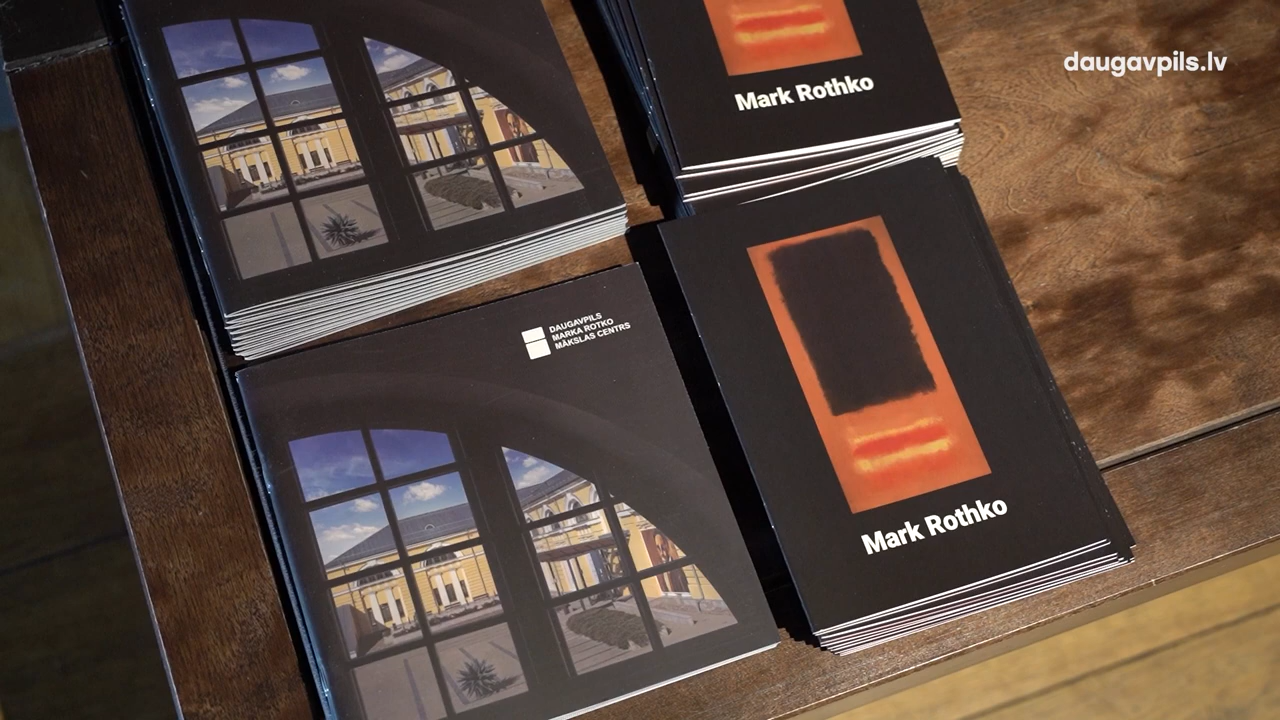 daugavpils.lv
Mark Rothko
DAUGAVPILS
MARKA ROTKO
MĀKSLAS CENTRS
Mark Rothko